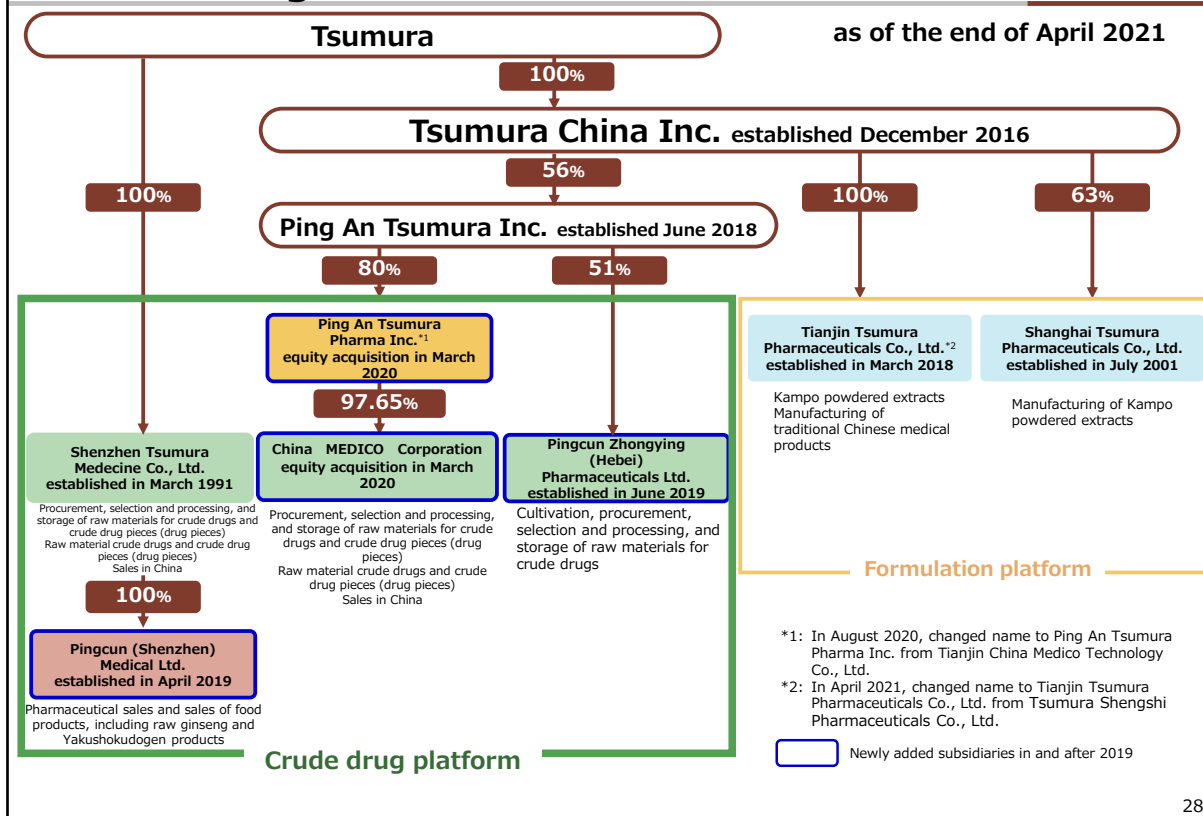 Tsumura
as of the end of April 2021
100%
Tsumura China Inc. established December 2016
100%
56%
100%
63%
Ping An Tsumura Inc. established June 2018
80%
51%
Ping An Tsumura
Pharma Inc.*1
equity acquisition in March
2020
97.65%
Shenzhen Tsumura
Medecine Co., Ltd.
established in March 1991
Procurement, selection and processing, and
storage of raw materials for crude drugs and
crude drug pieces (drug pieces)
Raw material crude drugs and crude drug
pieces (drug pieces)
Sales in China
100%
Pingcun (Shenzhen)
Medical Ltd.
established in April 2019
Pharmaceutical sales and sales of food
products, including raw ginseng and
Yakushokudogen products
China MEDICO Corporation
equity acquisition in March
2020
Procurement, selection and processing,
and storage of raw materials for crude
drugs and crude drug pieces (drug
pieces)
Raw material crude drugs and crude
drug pieces (drug pieces)
Sales in China
Pingcun Zhongying
(Hebei)
Pharmaceuticals Ltd.
established in June 2019
Cultivation, procurement,
selection and processing, and
storage of raw materials for
crude drugs
Crude drug platform
Tianjin Tsumura
Pharmaceuticals Co., Ltd.*2
established in March 2018
Kampo powdered extracts
Manufacturing of
traditional Chinese medical
products
Shanghai Tsumura
Pharmaceuticals Co., Ltd.
established in July 2001
Manufacturing of Kampo
powdered extracts
Formulation platform
*1: In August 2020, changed name to Ping An Tsumura
Pharma Inc. from Tianjin China Medico Technology
Co., Ltd.
*2: In April 2021, changed name to Tianjin Tsumura
Pharmaceuticals Co., Ltd. from Tsumura Shengshi
Pharmaceuticals Co., Ltd.
Newly added subsidiaries in and after 2019
28